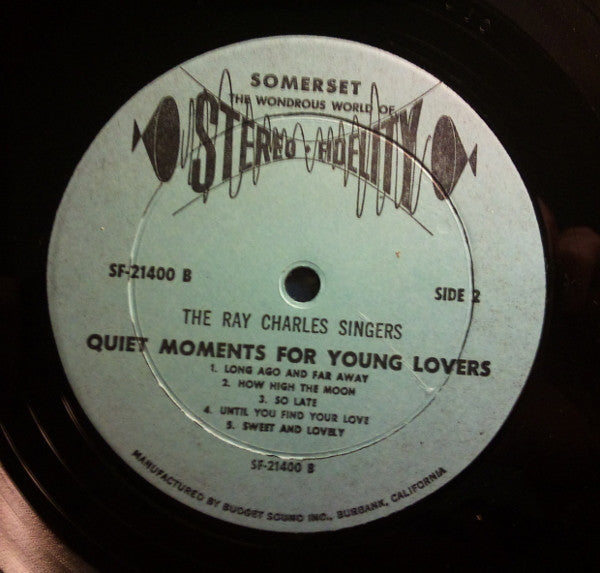 SOMERSET
THE WONDROUS WORLD OF
STEREO - FIDELITY
SF-21400 B
SIDE 2
THE RAY CHARLES SINGERS
QUIET MOMENTS FOR YOUNG LOVERS
1. LONG AGO AND FAR AWAY
2. HOW HIGH THE MOON
3. SO LATE
4. UNTIL YOU FIND YOUR LOVE
5. SWEET AND LOVELY
SF-21400 B
MANUFACTURED BY BUDGET SOUND INC., BURBANK, CALIFORNIA